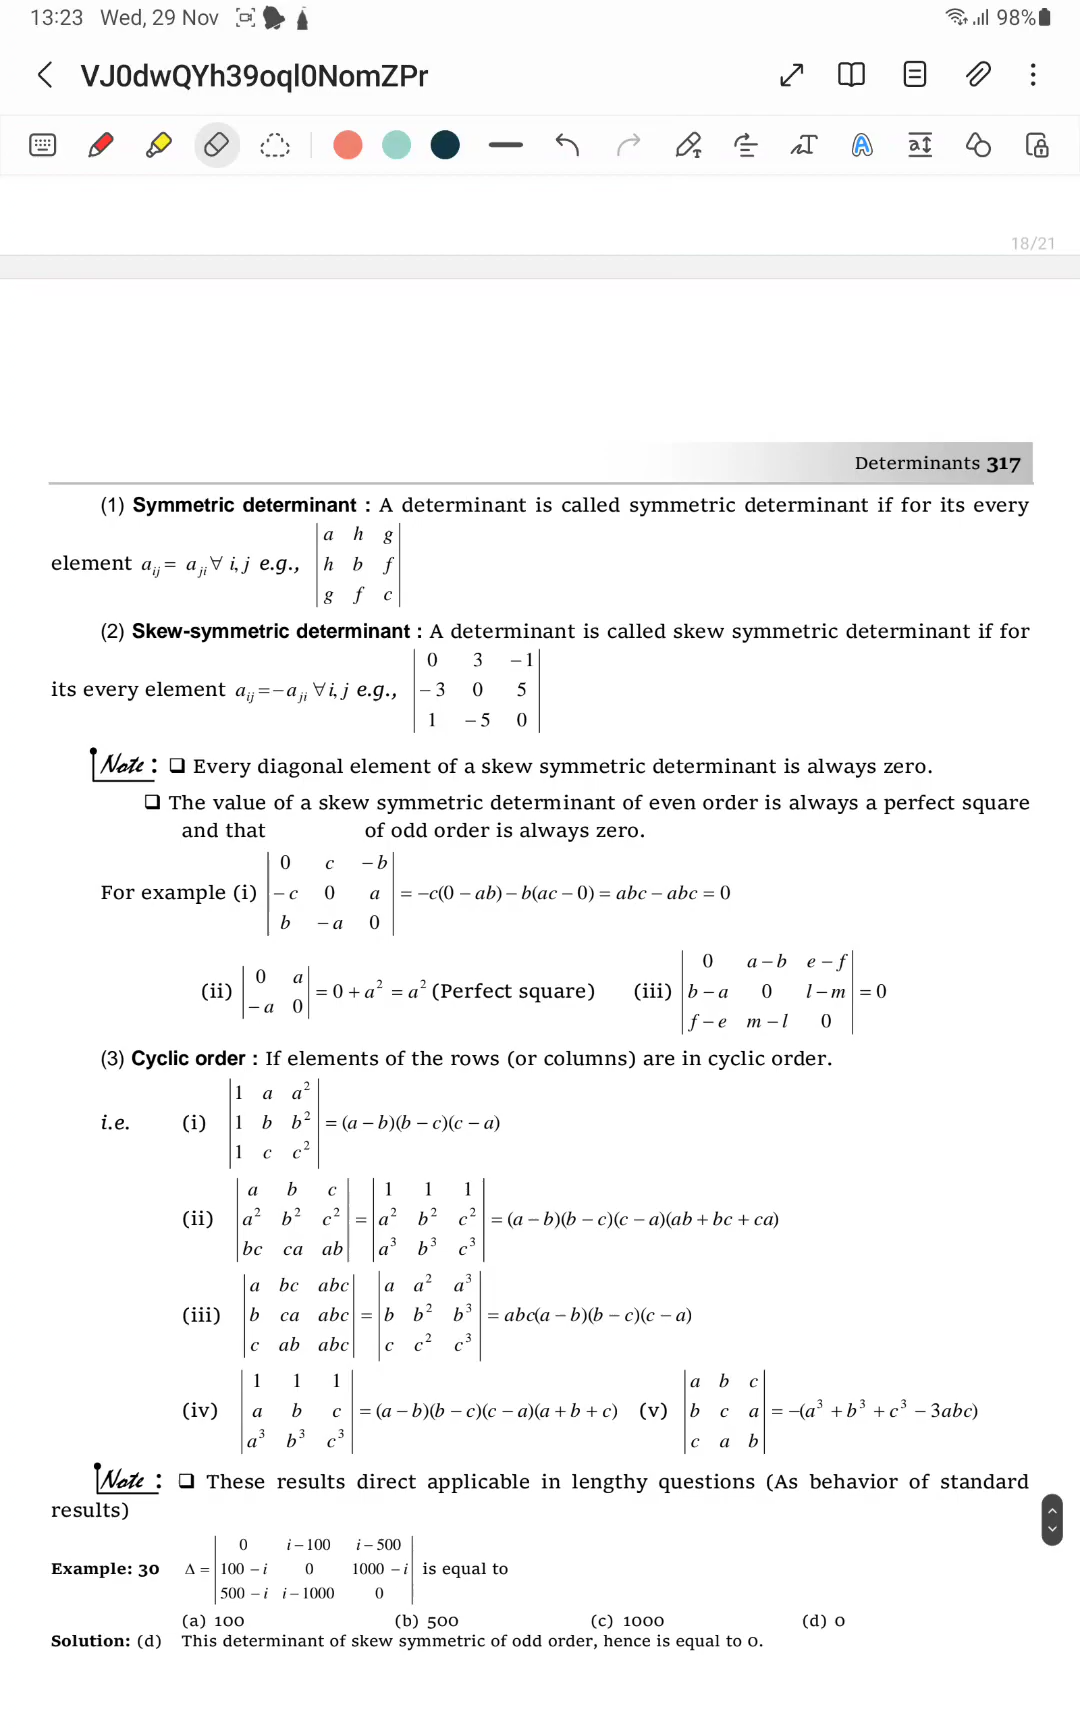 13:23 Wed, 29 Nov 98%
VJ0dwQYh39oql0NomZPr
18/21
Determinants 317
(1) Symmetric determinant : A determinant is called symmetric determinant if for its every
element a_ij = a_ji ∀ i, j e.g., |a h g; h b f; g f c|
(2) Skew-symmetric determinant : A determinant is called skew symmetric determinant if for
its every element a_ij = −a_ji ∀ i, j e.g., |0 3 −1; −3 0 5; 1 −5 0|
Note : ❑ Every diagonal element of a skew symmetric determinant is always zero.
❑ The value of a skew symmetric determinant of even order is always a perfect square
and that of odd order is always zero.
For example (i) |0 c −b; −c 0 a; b −a 0| = −c(0 − ab) − b(ac − 0) = abc − abc = 0
(ii) |0 a; −a 0| = 0 + a² = a² (Perfect square) (iii) |0 a−b e−f; b−a 0 l−m; f−e m−l 0| = 0
(3) Cyclic order : If elements of the rows (or columns) are in cyclic order.
i.e. (i) |1 a a²; 1 b b²; 1 c c²| = (a − b)(b − c)(c − a)
(ii) |a b c; a² b² c²; bc ca ab| = |1 1 1; a² b² c²; a³ b³ c³| = (a − b)(b − c)(c − a)(ab + bc + ca)
(iii) |a bc abc; b ca abc; c ab abc| = |a a² a³; b b² b³; c c² c³| = abc(a − b)(b − c)(c − a)
(iv) |1 1 1; a b c; a³ b³ c³| = (a − b)(b − c)(c − a)(a + b + c) (v) |a b c; b c a; c a b| = −(a³ + b³ + c³ − 3abc)
Note : ❑ These results direct applicable in lengthy questions (As behavior of standard
results)
Example: 30 Δ = |0 i−100 i−500; 100−i 0 1000−i; 500−i i−1000 0| is equal to
(a) 100 (b) 500 (c) 1000 (d) 0
Solution: (d) This determinant of skew symmetric of odd order, hence is equal to 0.